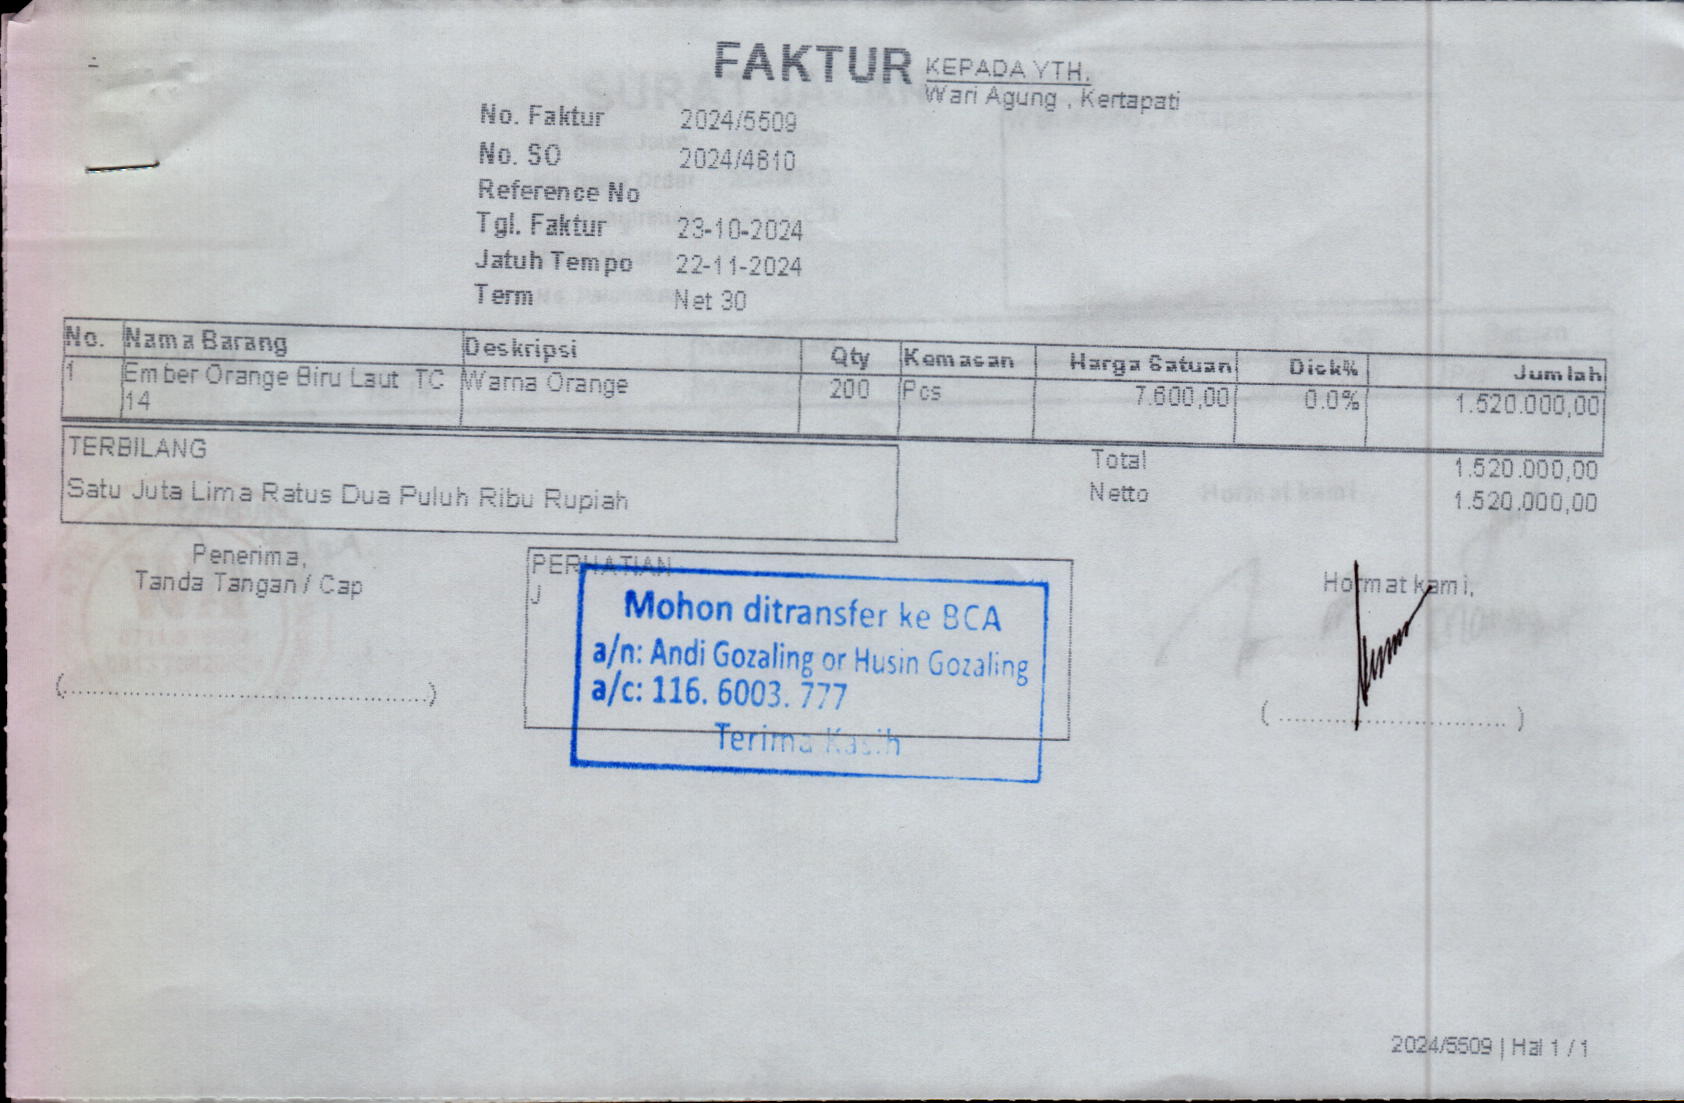 FAKTUR
KEPADA YTH.
Wari Agung , Kertapati
No. Faktur 2024/5509
No. SO 2024/4810
Reference No
Tgl. Faktur 23-10-2024
Jatuh Tempo 22-11-2024
Term Net 30
No. Nama Barang Deskripsi Qty Kemasan Harga Satuan Disk% Jumlah
1 Ember Orange Biru Laut TC Warna Orange 200 Pcs 7.600,00 0.0% 1.520.000,00
14
TERBILANG
Satu Juta Lima Ratus Dua Puluh Ribu Rupiah
Total 1.520.000,00
Netto 1.520.000,00
Penerima,
Tanda Tangan / Cap
(............................................)
PERHATIAN
J
Mohon ditransfer ke BCA
a/n: Andi Gozaling or Husin Gozaling
a/c: 116. 6003. 777
Terima Kasih
Hormat kami,
( ............................ )
2024/5509 | Hal 1 / 1